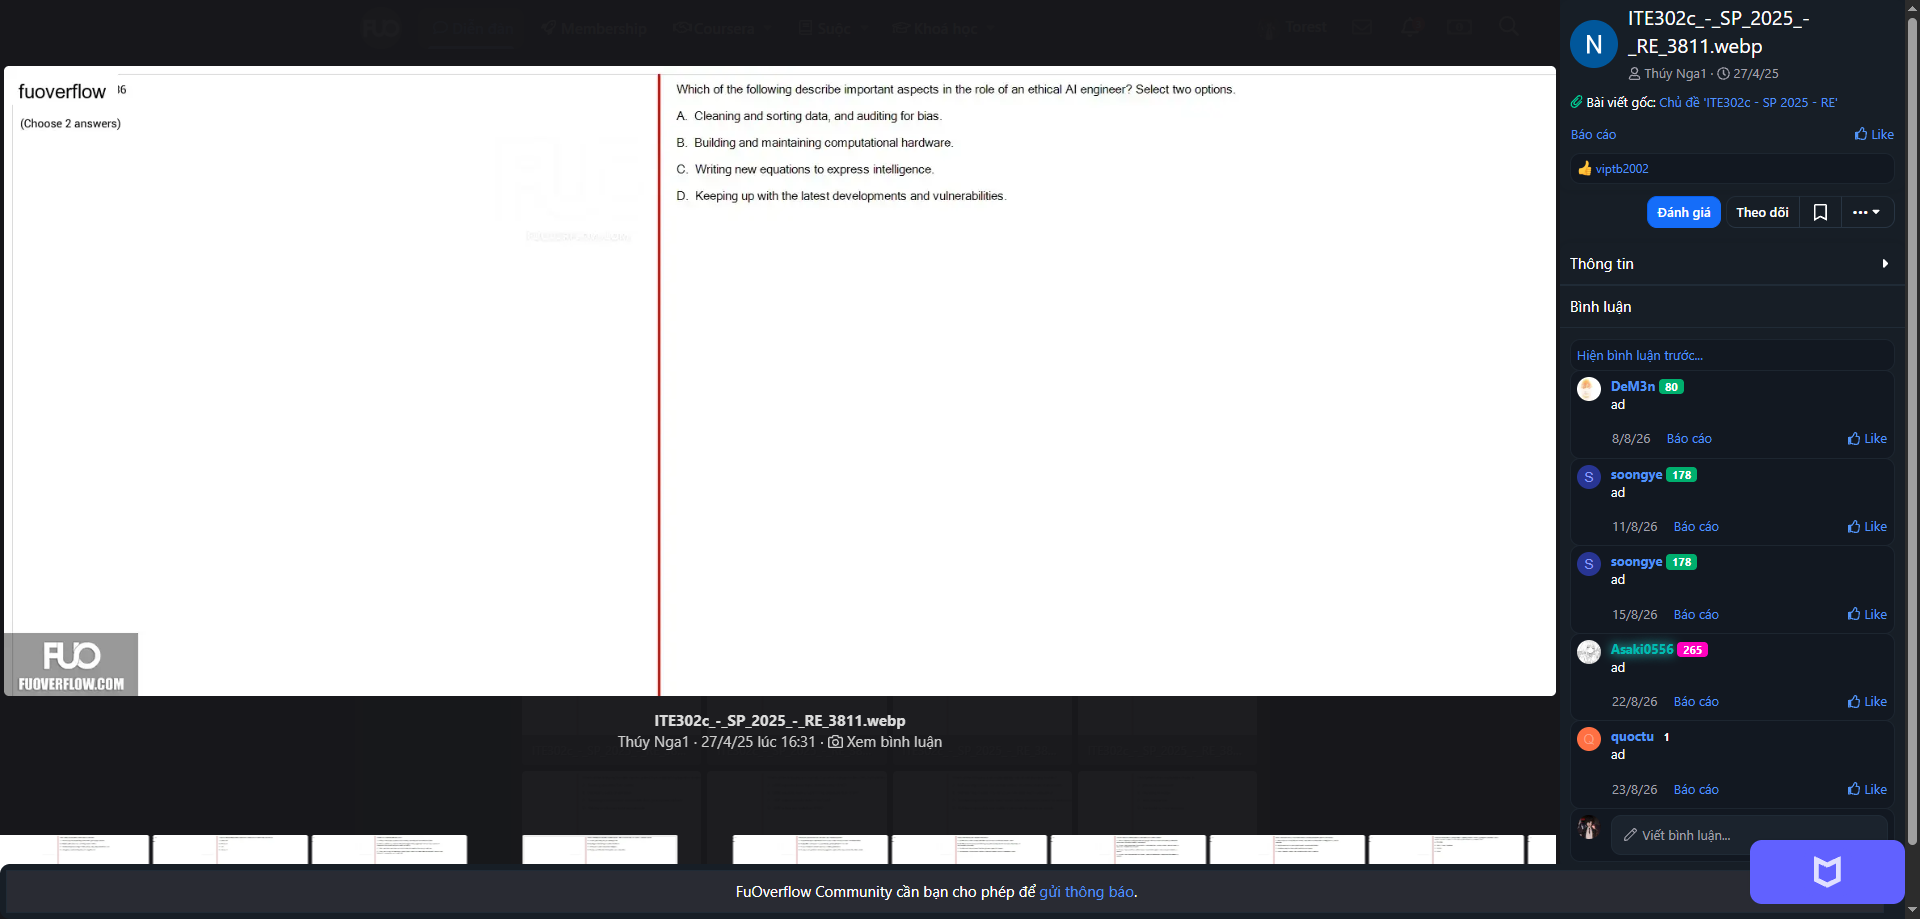 Membership
Coursera
fuoverflow
(Choose 2 answers)
Which of the following describe important aspects in the role of an ethical AI engineer? Select two options.
A. Cleaning and sorting data, and auditing for bias.
B. Building and maintaining computational hardware.
C. Writing new equations to express intelligence.
D. Keeping up with the latest developments and vulnerabilities.
FUO
FUOVERFLOW.COM
ITE302c_-_SP_2025_-_RE_3811.webp
Thúy Nga1 · 27/4/25 lúc 16:31 · Xem bình luận
FuOverflow Community cần bạn cho phép để gửi thông báo.
N
ITE302c_-_SP_2025_-
_RE_3811.webp
Thúy Nga1 · 27/4/25
Bài viết gốc: Chủ đề 'ITE302c - SP 2025 - RE'
Báo cáo Like
viptb2002
Đánh giá Theo dõi
Thông tin
Bình luận
Hiện bình luận trước...
DeM3n 80
ad
8/8/26 Báo cáo Like
S soongye 178
ad
11/8/26 Báo cáo Like
S soongye 178
ad
15/8/26 Báo cáo Like
Asaki0556 265
ad
22/8/26 Báo cáo Like
Q quoctu 1
ad
23/8/26 Báo cáo Like
Viết bình luận...